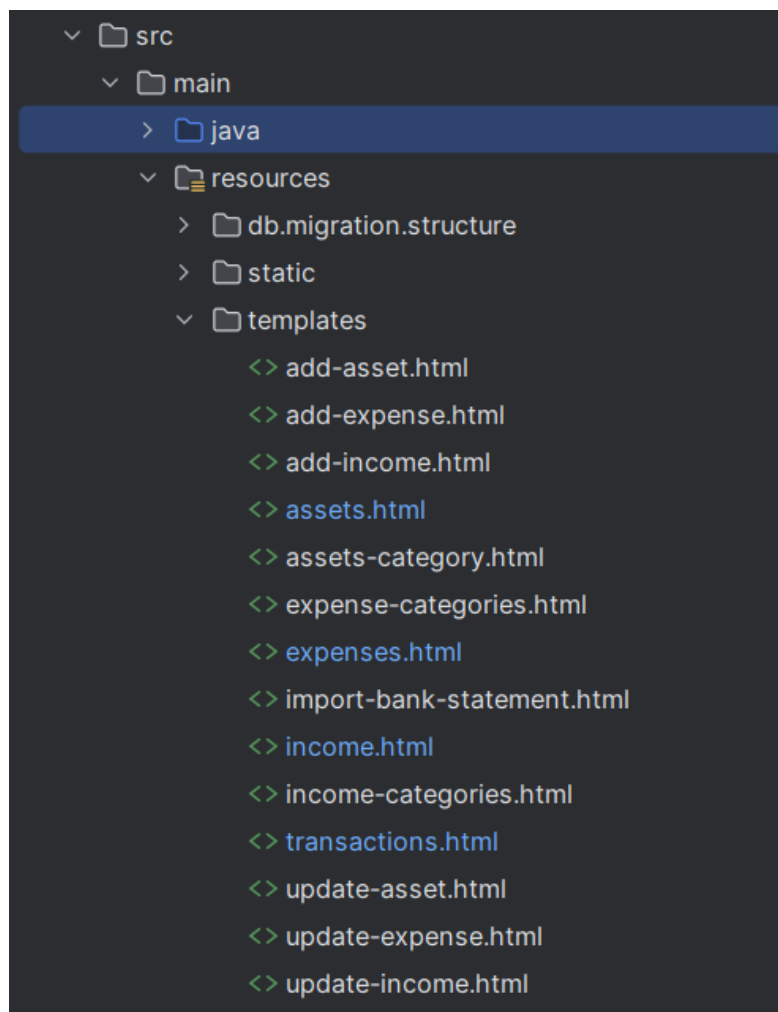 src
main
java
resources
db.migration.structure
static
templates
add-asset.html
add-expense.html
add-income.html
assets.html
assets-category.html
expense-categories.html
expenses.html
import-bank-statement.html
income.html
income-categories.html
transactions.html
update-asset.html
update-expense.html
update-income.html